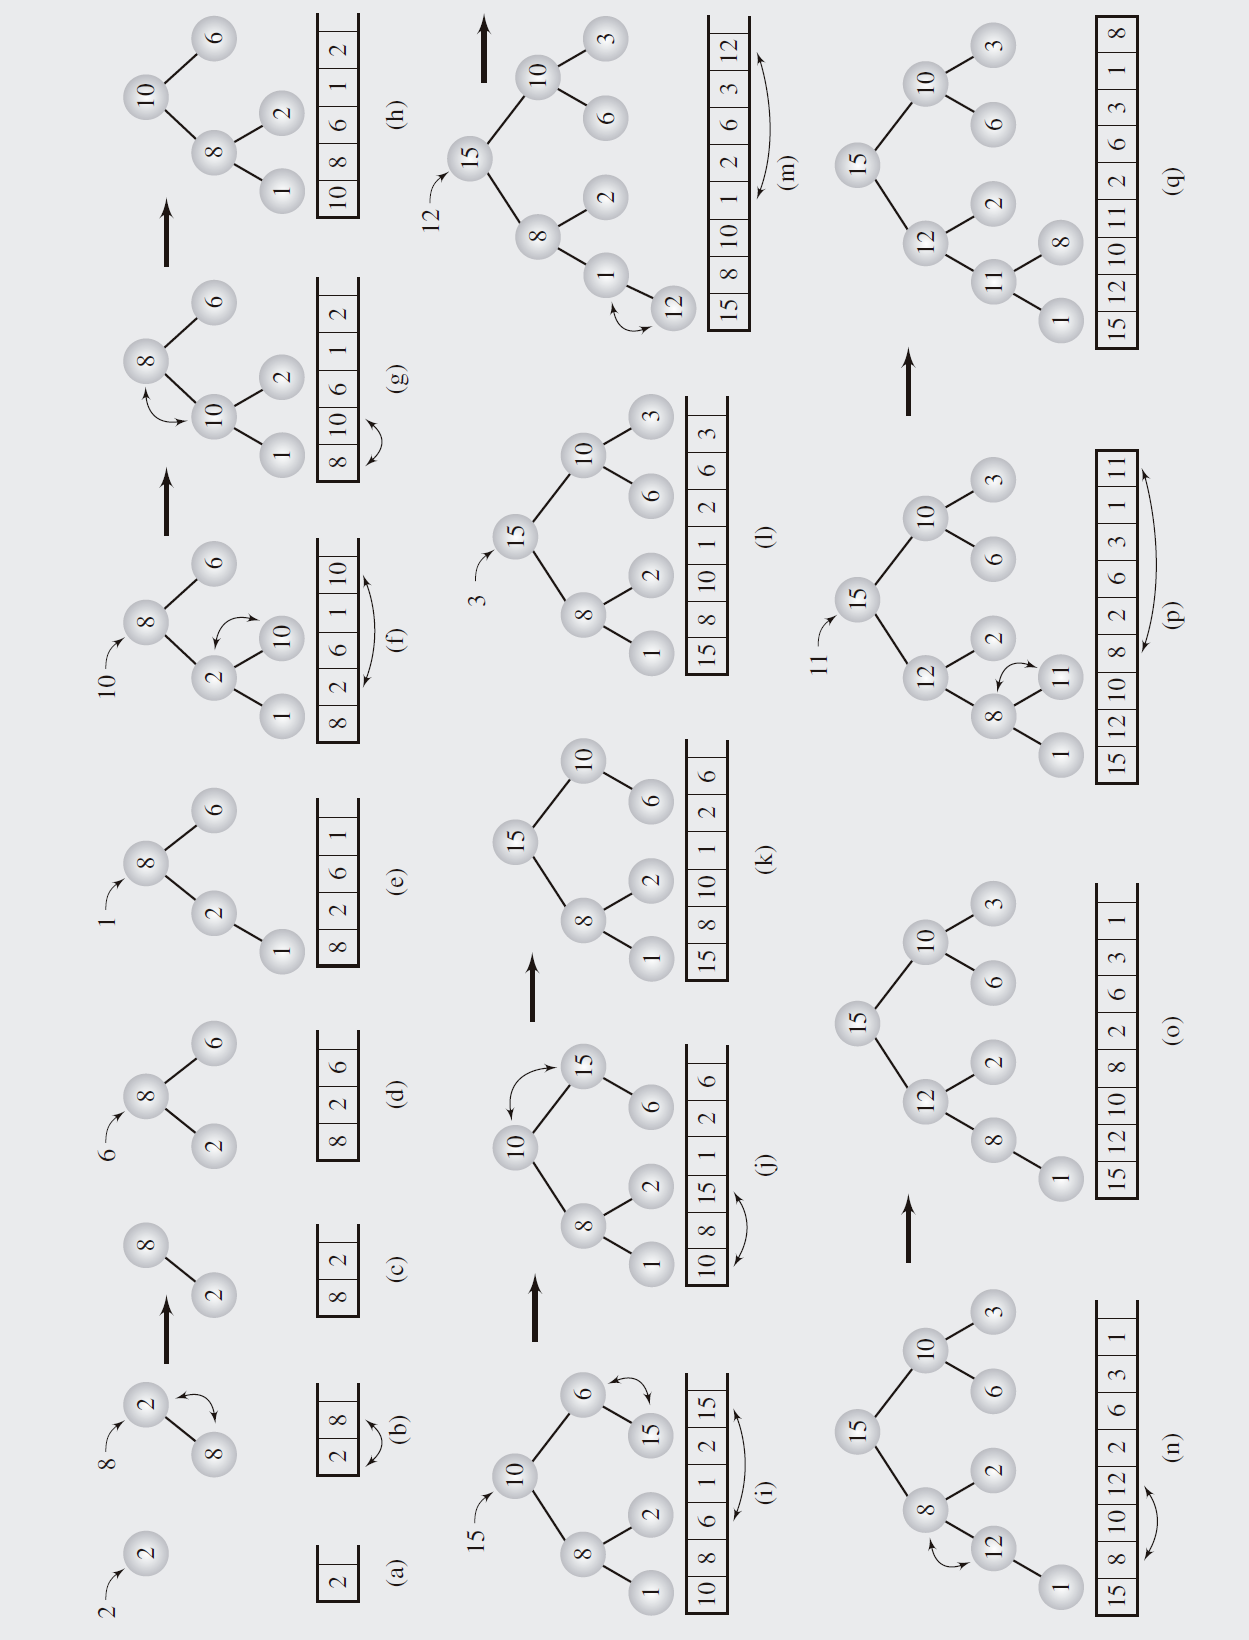 2
2
2
(a)
8
2
8
2 8
(b)
8
2
8 2
(c)
6
8
2 6
8 2 6
(d)
1
8
2 6
1
8 2 6 1
(e)
10
8
2 6
1 10
8 2 6 1 10
(f)
8
10 6
1 2
8 10 6 1 2
(g)
10
8 6
1 2
10 8 6 1 2
(h)
15
10
8 6
1 2 15
10 8 6 1 2 15
(i)
10
8 15
1 2 6
10 8 15 1 2 6
(j)
15
8 10
1 2 6
15 8 10 1 2 6
(k)
3
15
8 10
1 2 6 3
15 8 10 1 2 6 3
(l)
12
15
8 10
1 2 6 3
12
15 8 10 1 2 6 3 12
(m)
15
8 10
12 2 6 3
1
15 8 10 12 2 6 3 1
(n)
15
12 10
8 2 6 3
1
15 12 10 8 2 6 3 1
(o)
11
15
12 10
8 2 6 3
1 11
15 12 10 8 2 6 3 1 11
(p)
15
12 10
11 2 6 3
1 8
15 12 10 11 2 6 3 1 8
(q)